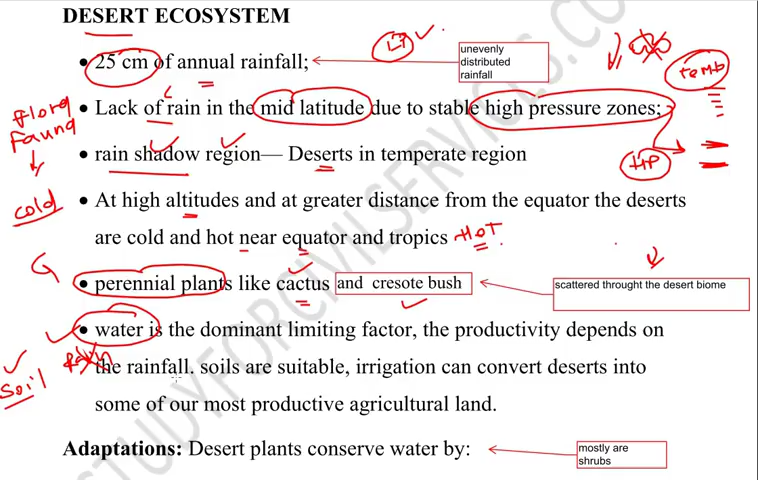 DESERT ECOSYSTEM
• 25 cm of annual rainfall;
unevenly
distributed
rainfall
LT
temp
• Lack of rain in the mid latitude due to stable high pressure zones;
flora
Fauna
• rain shadow region— Deserts in temperate region
HP
cold
• At high altitudes and at greater distance from the equator the deserts
are cold and hot near equator and tropics
HOT
• perennial plants like cactus and cresote bush
scattered throught the desert biome
• water is the dominant limiting factor, the productivity depends on
Rain
the rainfall. soils are suitable, irrigation can convert deserts into
Soil
some of our most productive agricultural land.
Adaptations: Desert plants conserve water by:
mostly are
shrubs
STUDYFORCIVILSERVICES.COM